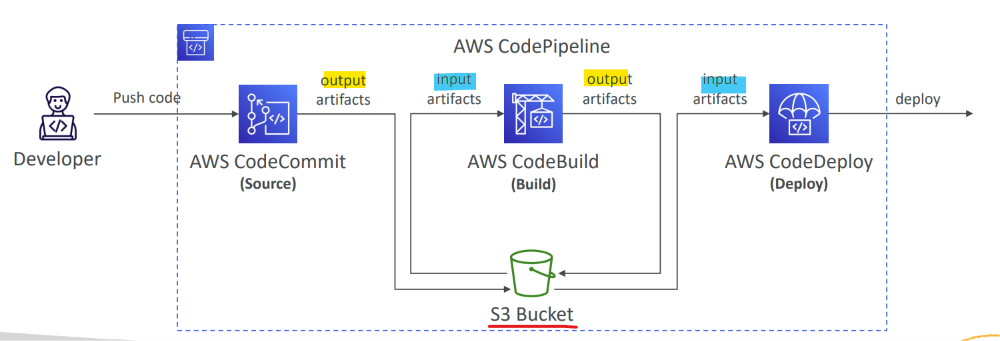 AWS CodePipeline
Developer
Push code
AWS CodeCommit
(Source)
output
artifacts
input
artifacts
AWS CodeBuild
(Build)
output
artifacts
input
artifacts
AWS CodeDeploy
(Deploy)
deploy
S3 Bucket